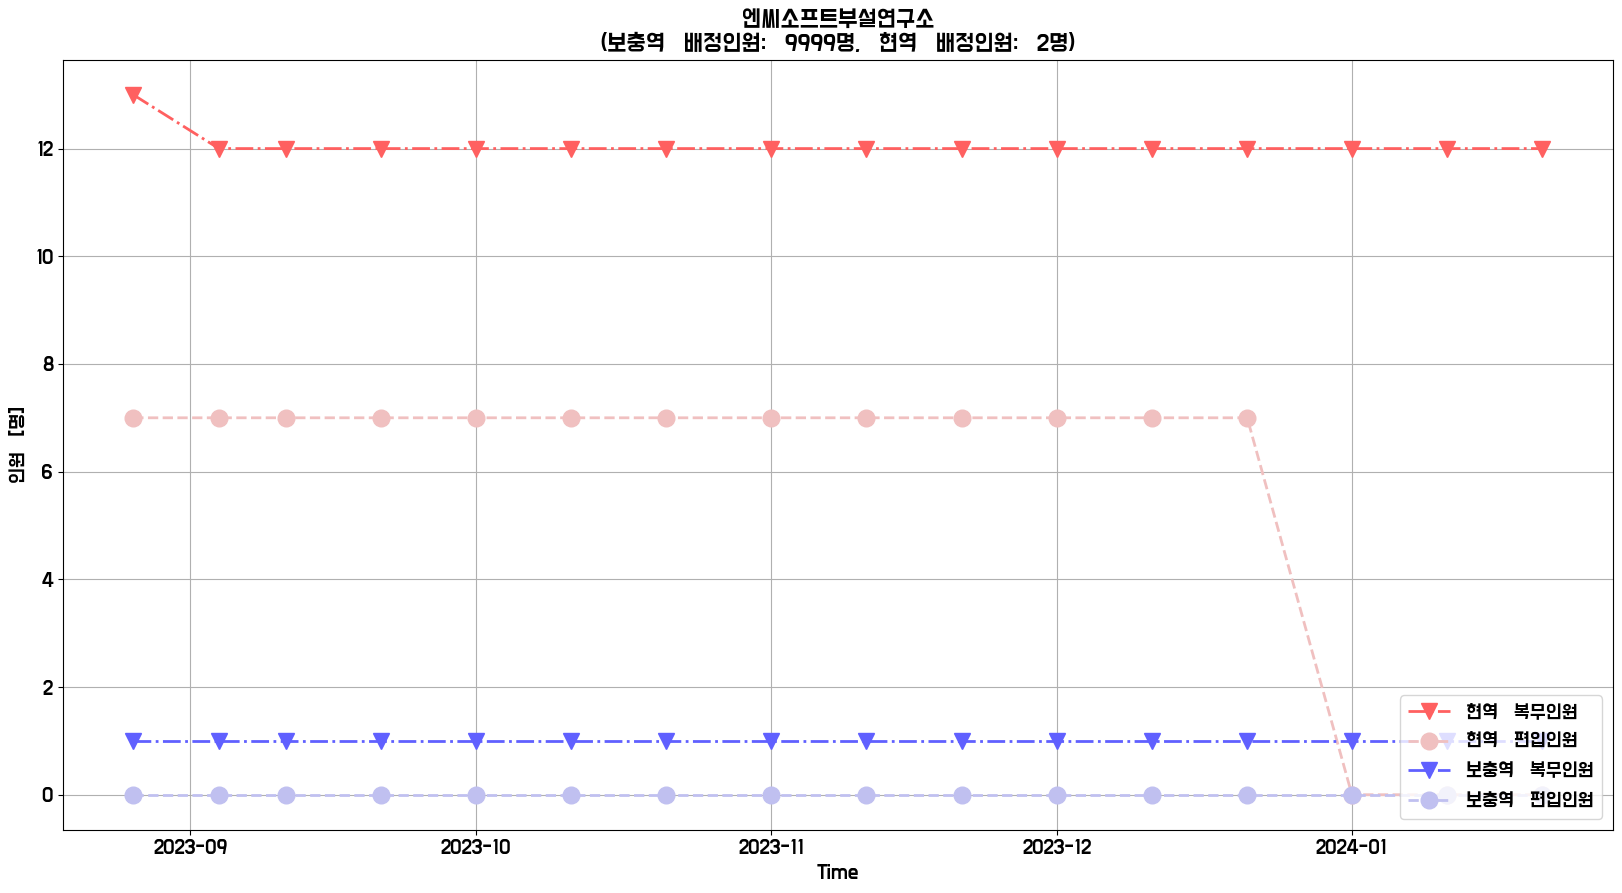 엔씨소프트부설연구소
(보충역 배정인원: 9999명, 현역 배정인원: 2명)
인원 [명]
12
10
8
6
4
2
0
2023-09
2023-10
2023-11
2023-12
2024-01
Time
현역 복무인원
현역 편입인원
보충역 복무인원
보충역 편입인원